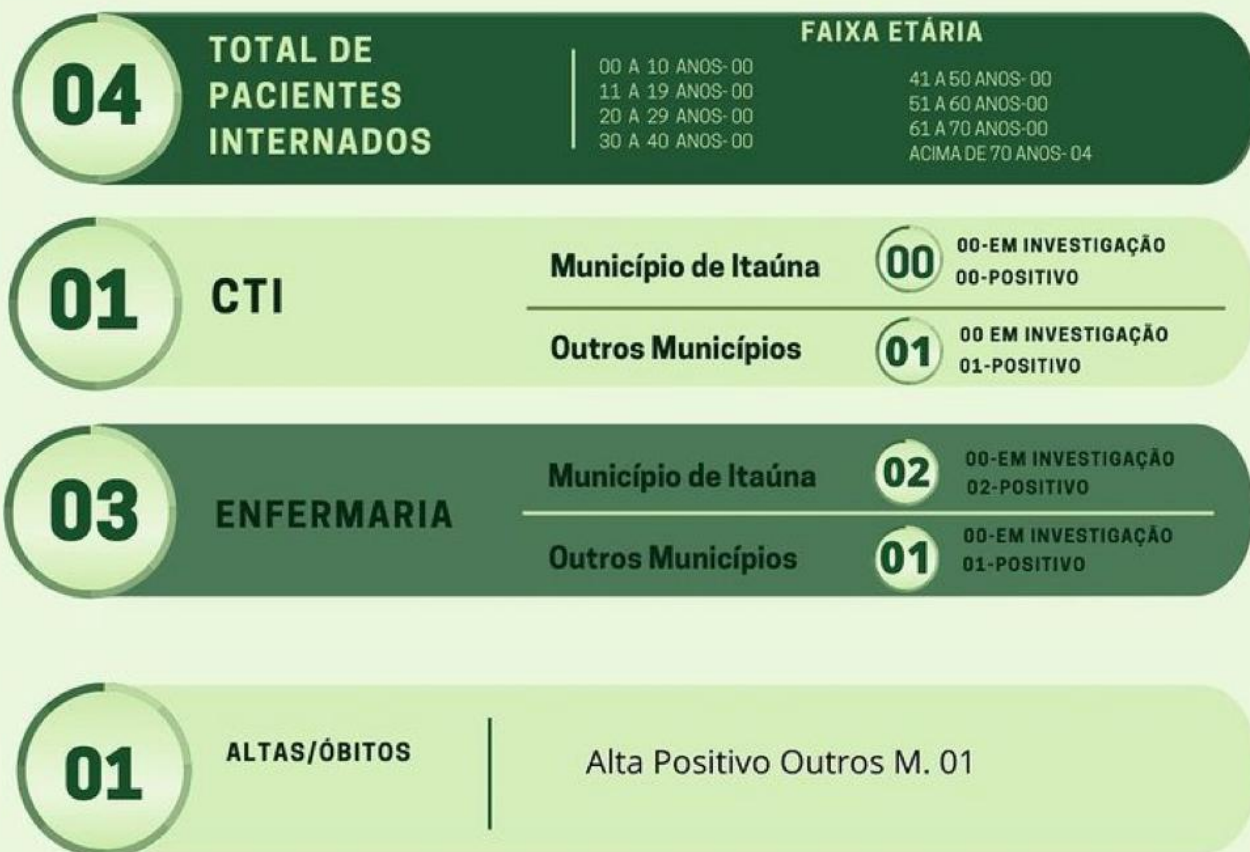 04
TOTAL DE
PACIENTES
INTERNADOS
FAIXA ETÁRIA
00 A 10 ANOS-00
11 A 19 ANOS-00
20 A 29 ANOS-00
30 A 40 ANOS-00
41 A 50 ANOS-00
51 A 60 ANOS-00
61 A 70 ANOS-00
ACIMA DE 70 ANOS-04
01
CTI
Município de Itaúna
00
00-EM INVESTIGAÇÃO
00-POSITIVO
Outros Municípios
01
00 EM INVESTIGAÇÃO
01-POSITIVO
03
ENFERMARIA
Município de Itaúna
02
00-EM INVESTIGAÇÃO
02-POSITIVO
Outros Municípios
01
00-EM INVESTIGAÇÃO
01-POSITIVO
01
ALTAS/ÓBITOS
Alta Positivo Outros M. 01